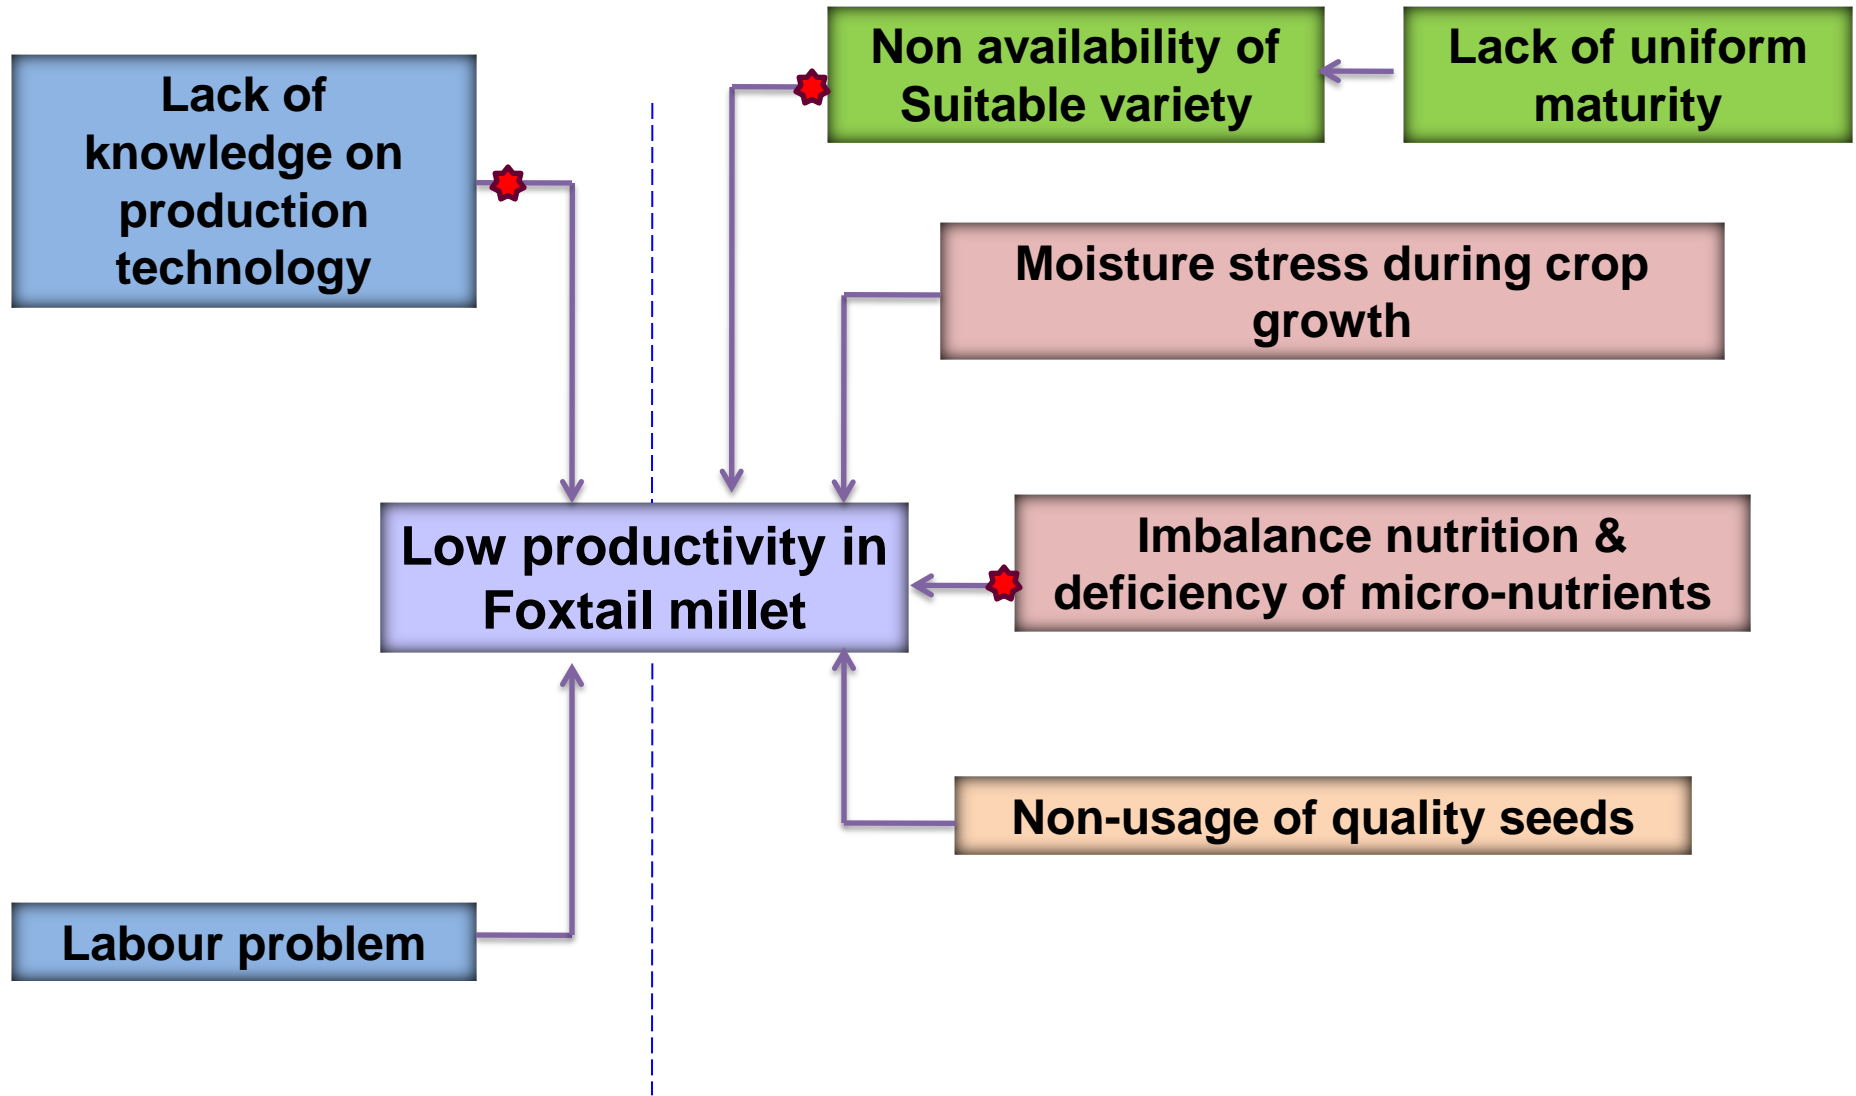 Lack of
knowledge on
production
technology
Non availability of
Suitable variety
Lack of uniform
maturity
Moisture stress during crop
growth
Low productivity in
Foxtail millet
Imbalance nutrition &
deficiency of micro-nutrients
Non-usage of quality seeds
Labour problem